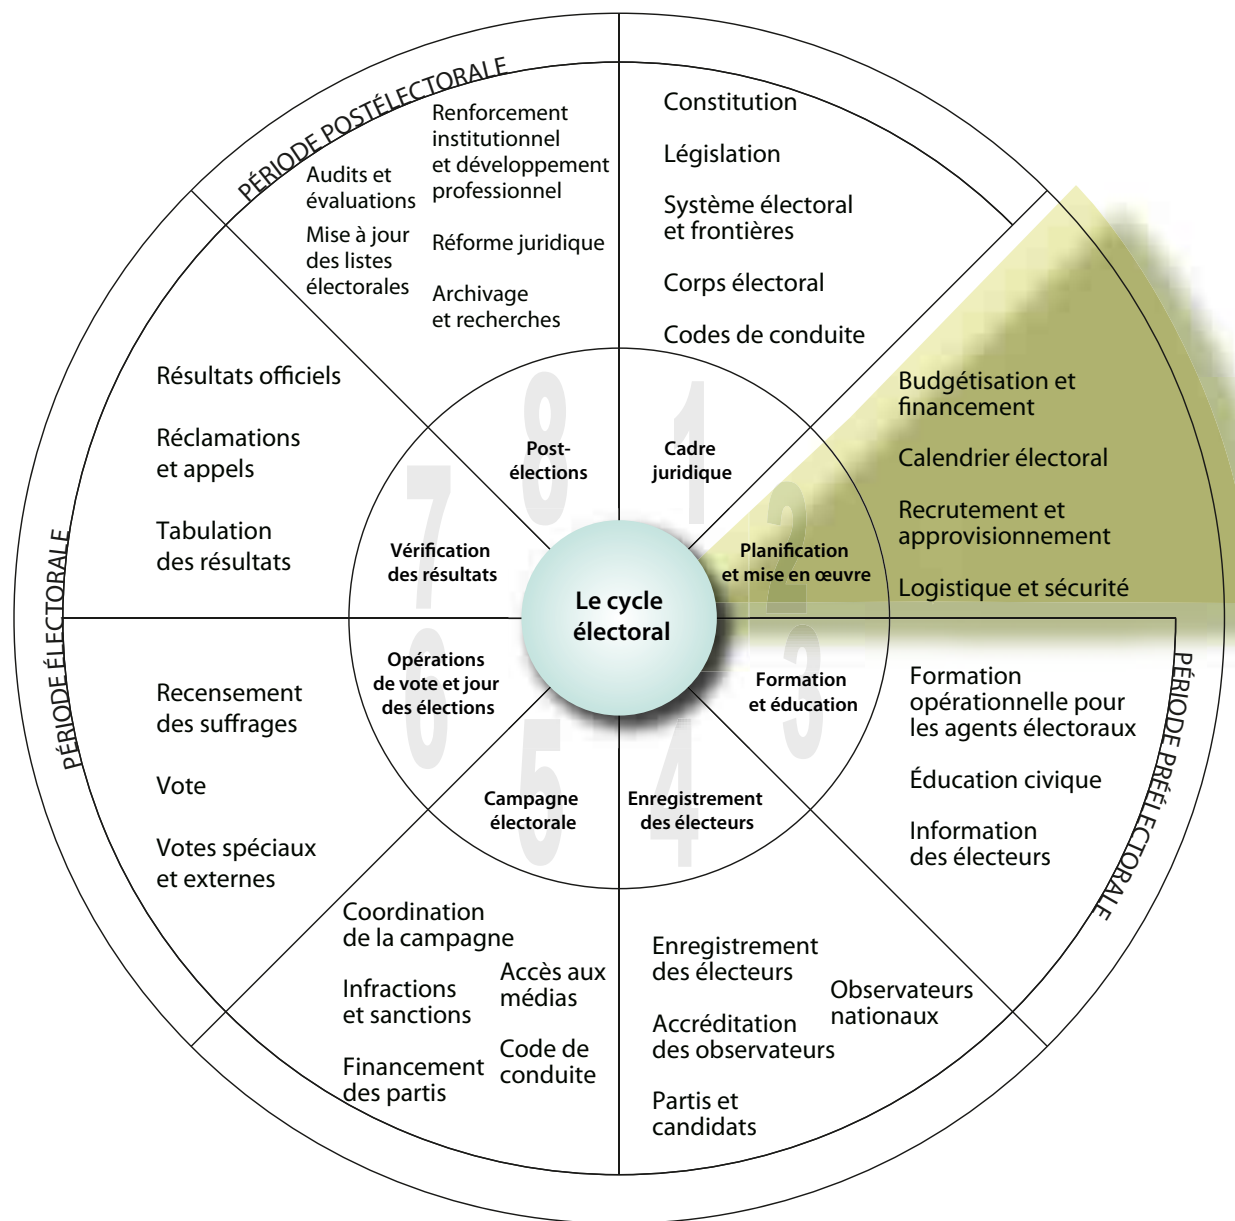 PÉRIODE POSTÉLECTORALE
PÉRIODE ÉLECTORALE
PÉRIODE PRÉÉLECTORALE
Le cycle
électoral
1
Cadre
juridique
Constitution
Législation
Système électoral
et frontières
Corps électoral
Codes de conduite
2
Planification
et mise en œuvre
Budgétisation et
financement
Calendrier électoral
Recrutement et
approvisionnement
Logistique et sécurité
3
Formation
et éducation
Formation
opérationnelle pour
les agents électoraux
Éducation civique
Information
des électeurs
4
Enregistrement
des électeurs
Enregistrement
des électeurs
Observateurs
nationaux
Accréditation
des observateurs
Partis et
candidats
5
Campagne
électorale
Coordination
de la campagne
Accès aux
médias
Infractions
et sanctions
Code de
conduite
Financement
des partis
6
Opérations
de vote et jour
des élections
Recensement
des suffrages
Vote
Votes spéciaux
et externes
7
Vérification
des résultats
Résultats officiels
Réclamations
et appels
Tabulation
des résultats
8
Post-
élections
Renforcement
institutionnel
et développement
professionnel
Audits et
évaluations
Mise à jour
des listes
électorales
Réforme juridique
Archivage
et recherches